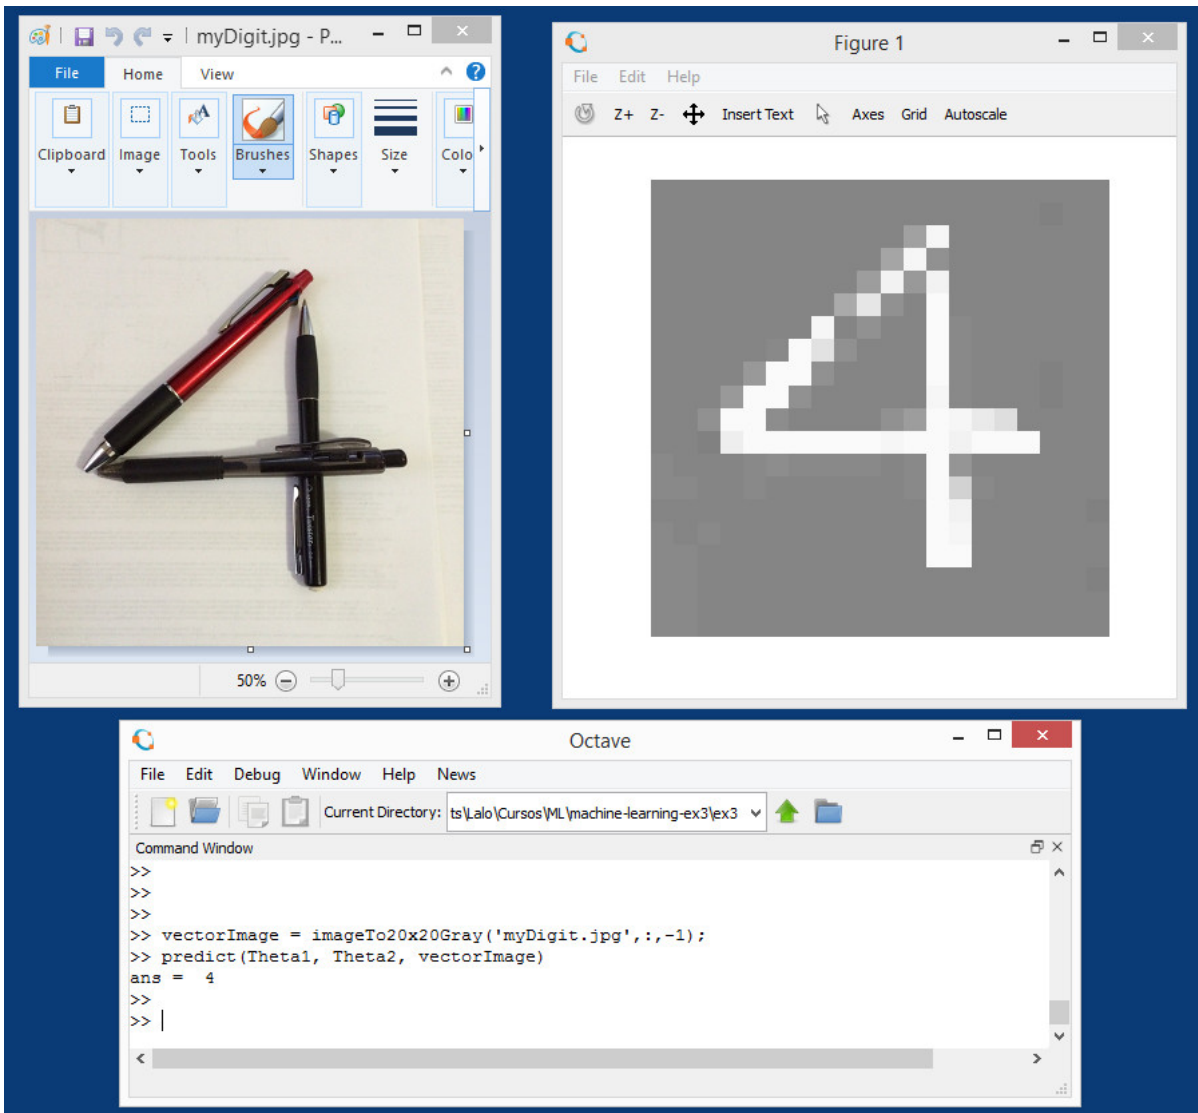 myDigit.jpg - P...
File Home View
Clipboard Image Tools Brushes Shapes Size Colo
50%
Figure 1
File Edit Help
Z+ Z- Insert Text Axes Grid Autoscale
Octave
File Edit Debug Window Help News
Current Directory: ts\Lalo\Cursos\ML\machine-learning-ex3\ex3
Command Window
>>
>>
>>
>> vectorImage = imageTo20x20Gray('myDigit.jpg',:,-1);
>> predict(Theta1, Theta2, vectorImage)
ans = 4
>>
>>